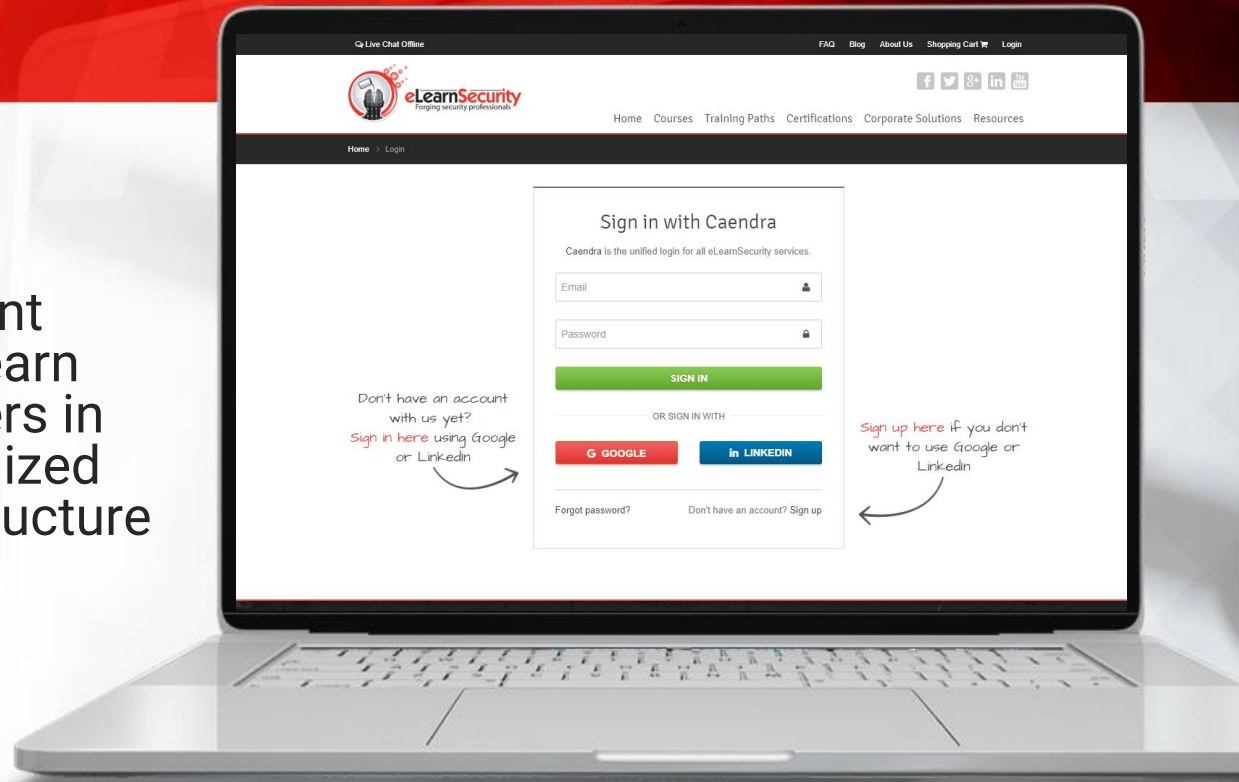 Live Chat Offline
FAQ Blog About Us Shopping Cart Login
eLearnSecurity
Forging security professionals
Home Courses Training Paths Certifications Corporate Solutions Resources
Home > Login
Sign in with Caendra
Caendra is the unified login for all eLearnSecurity services.
Email
Password
SIGN IN
OR SIGN IN WITH
G GOOGLE
in LINKEDIN
Forgot password?
Don't have an account? Sign up
Don't have an account
with us yet?
Sign in here using Google
or LinkedIn
Sign up here if you don't
want to use Google or
LinkedIn
nt
earn
ers in
ized
ucture